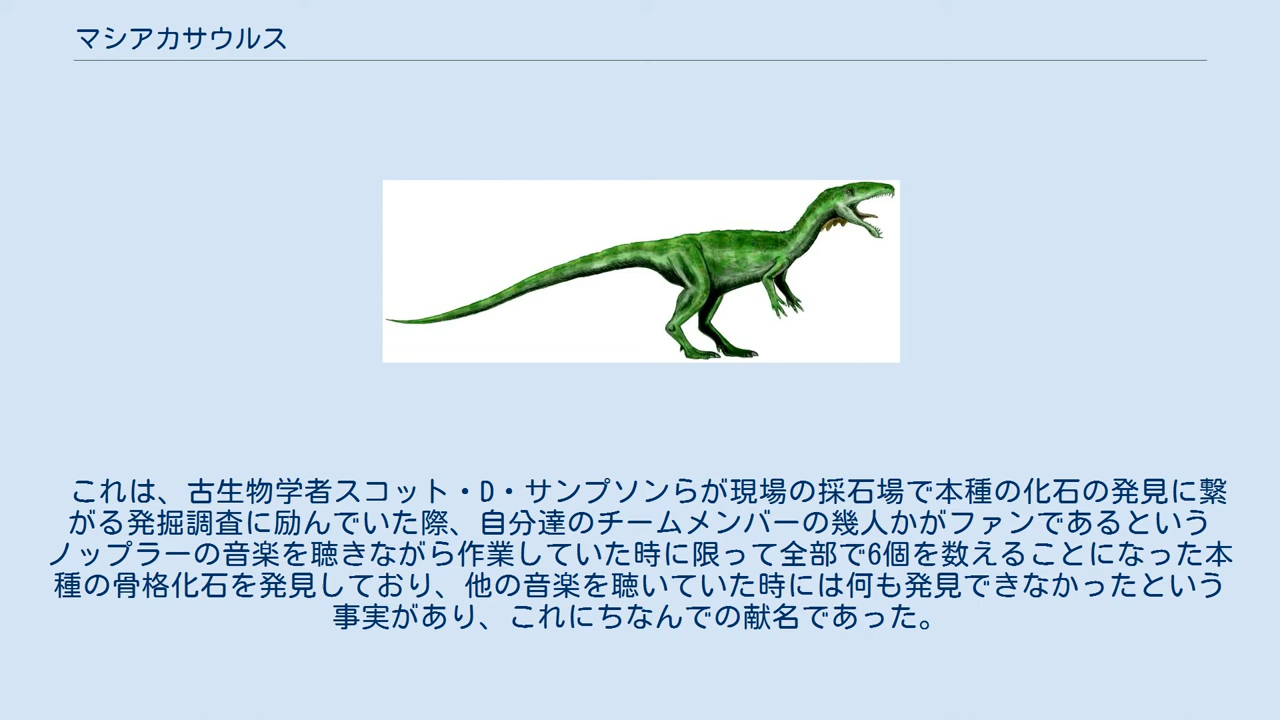 マシアカサウルス
これは、古生物学者スコット・D・サンプソンらが現場の採石場で本種の化石の発見に繋
がる発掘調査に励んでいた際、自分達のチームメンバーの幾人かがファンであるという
ノップラーの音楽を聴きながら作業していた時に限って全部で6個を数えることになった本
種の骨格化石を発見しており、他の音楽を聴いていた時には何も発見できなかったという
事実があり、これにちなんでの献名であった。